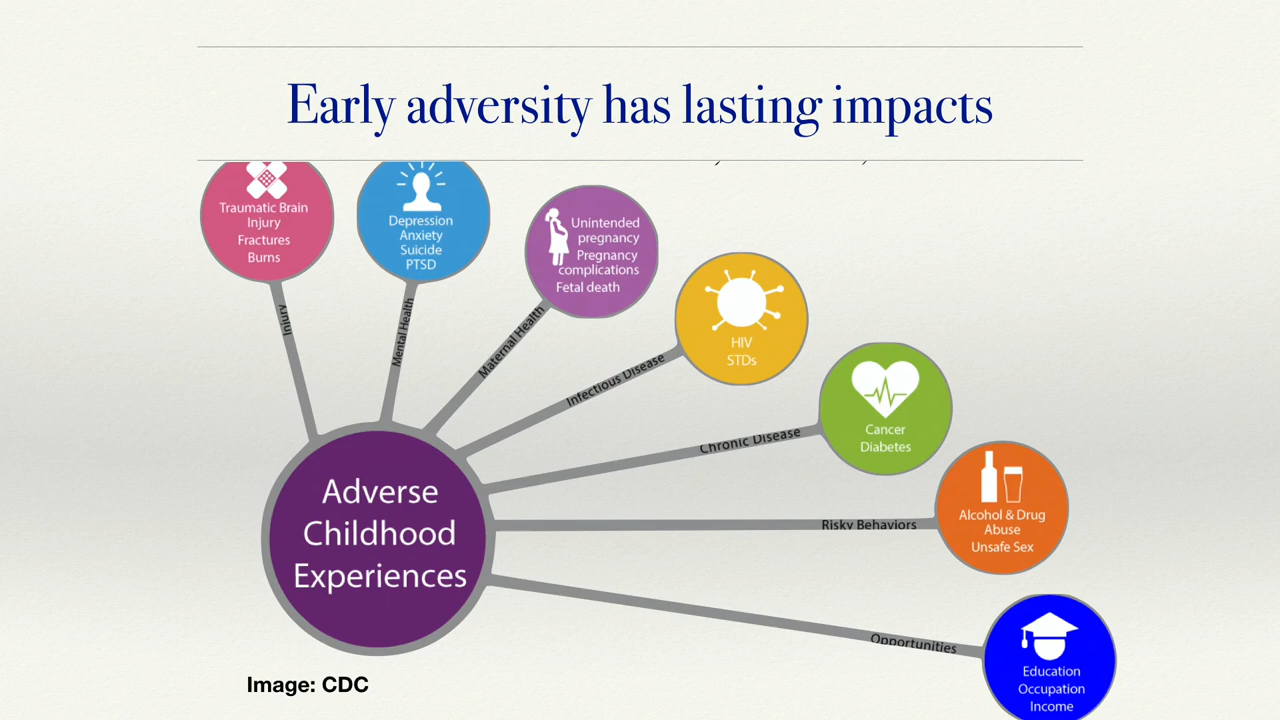 Early adversity has lasting impacts
Traumatic Brain
Injury
Fractures
Burns
Depression
Anxiety
Suicide
PTSD
Unintended
pregnancy
Pregnancy
complications
Fetal death
HIV
STDs
Cancer
Diabetes
Alcohol & Drug
Abuse
Unsafe Sex
Education
Occupation
Income
Injury
Mental Health
Maternal Health
Infectious Disease
Chronic Disease
Risky Behaviors
Opportunities
Adverse
Childhood
Experiences
Image: CDC